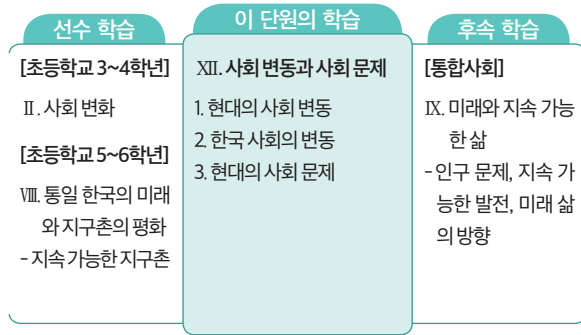 선수 학습
[초등학교 3~4학년]
Ⅱ. 사회 변화
[초등학교 5~6학년]
Ⅷ. 통일 한국의 미래
와 지구촌의 평화
- 지속 가능한 지구촌
이 단원의 학습
Ⅻ. 사회 변동과 사회 문제
1. 현대의 사회 변동
2. 한국 사회의 변동
3. 현대의 사회 문제
후속 학습
[통합사회]
Ⅸ. 미래와 지속 가능
한 삶
- 인구 문제, 지속 가
능한 발전, 미래 삶
의 방향